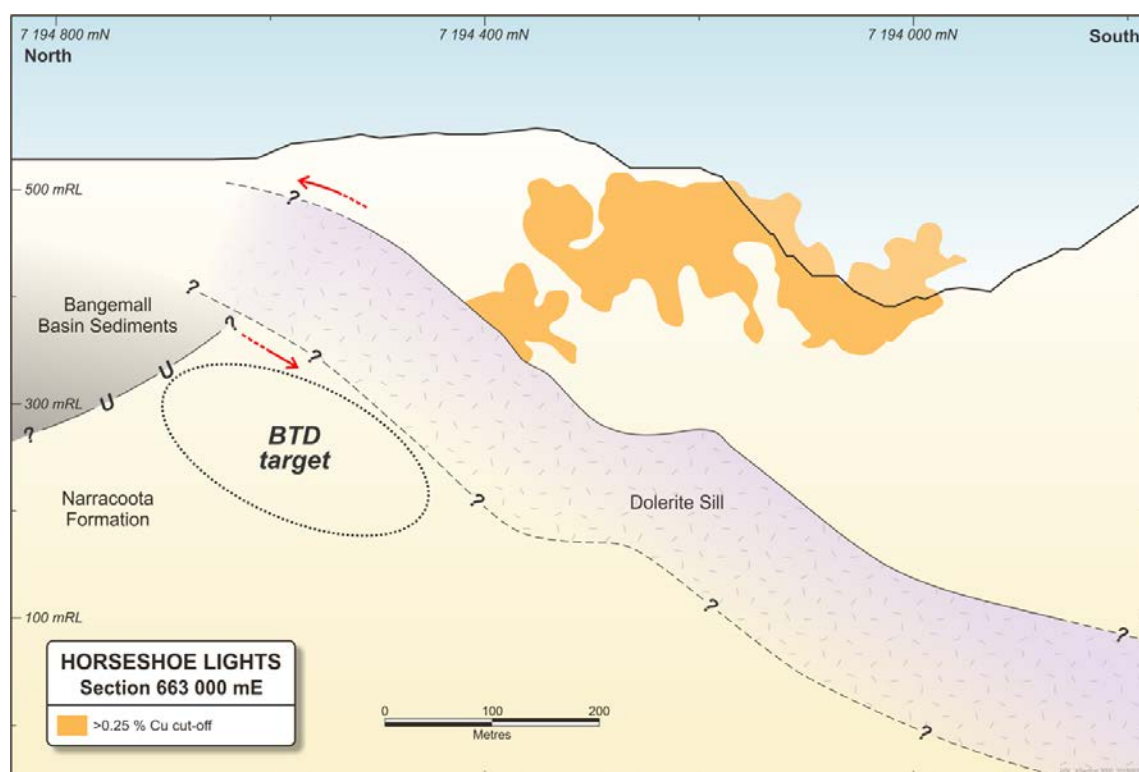 7 194 800 mN
7 194 400 mN
7 194 000 mN
North
South
500 mRL
?
?
Bangemall
Basin Sediments
?
?
U
300 mRL
U
?
BTD
target
Narracoota
Formation
?
Dolerite Sill
100 mRL
?
?
?
HORSESHOE LIGHTS
Section 663 000 mE
>0.25 % Cu cut-off
0
100
200
Metres